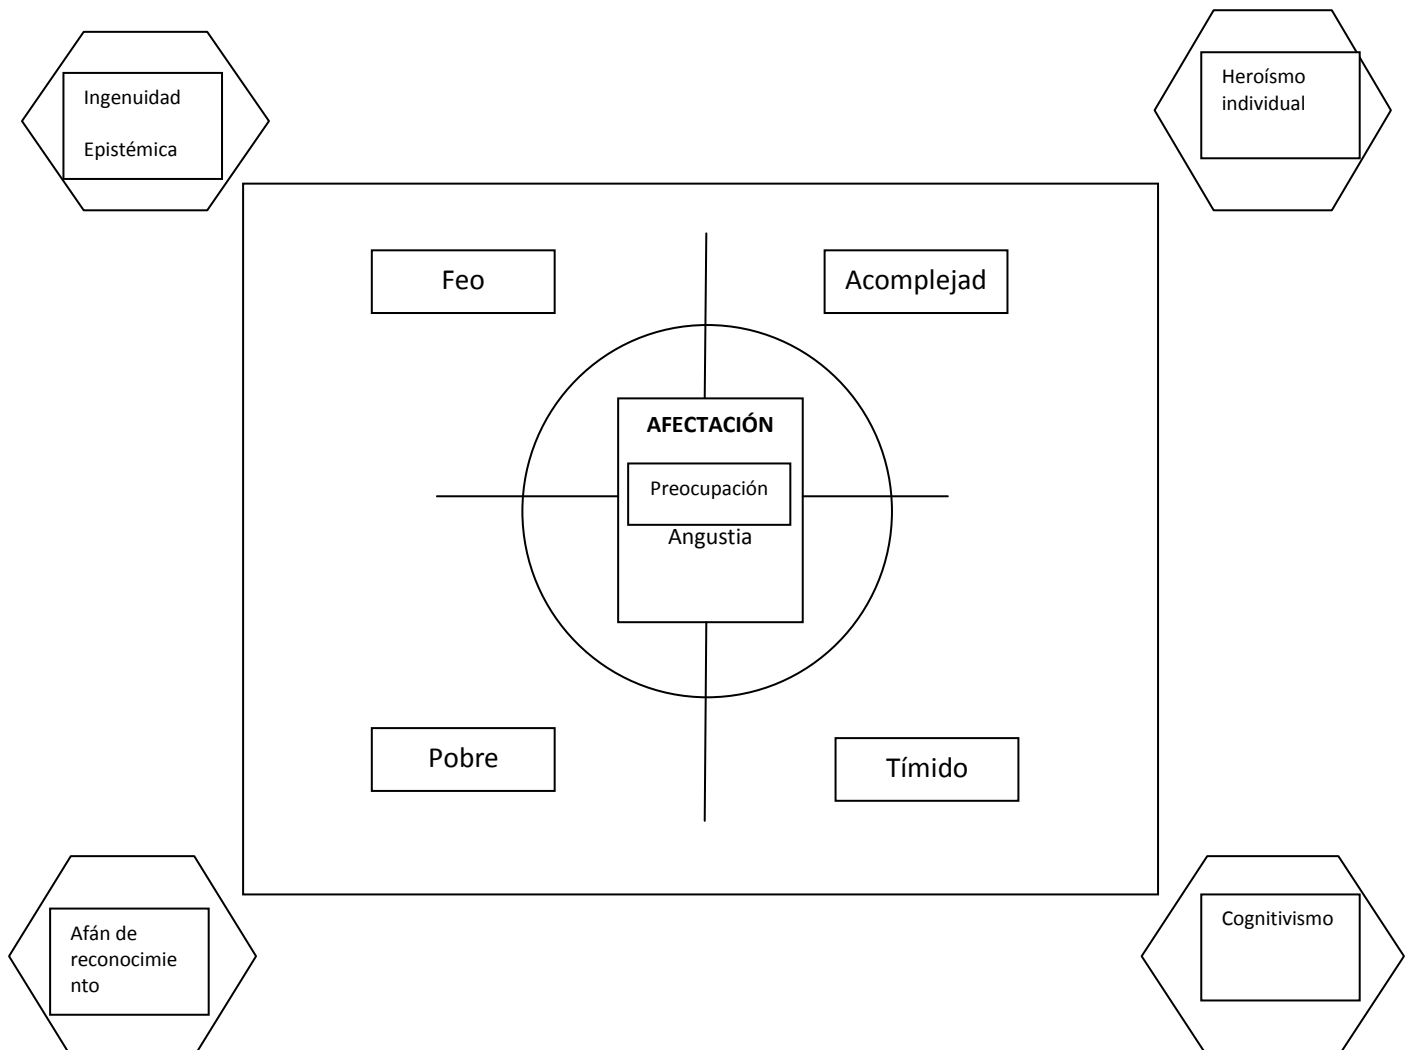 Ingenuidad
Epistémica
Heroísmo
individual
Feo
Acomplejad
AFECTACIÓN
Preocupación
Angustia
Pobre
Tímido
Afán de
reconocimie
nto
Cognitivismo